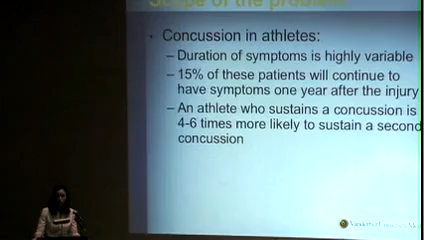 Scope of the problem
Concussion in athletes:
– Duration of symptoms is highly variable
– 15% of these patients will continue to
have symptoms one year after the injury
– An athlete who sustains a concussion is
4-6 times more likely to sustain a second
concussion